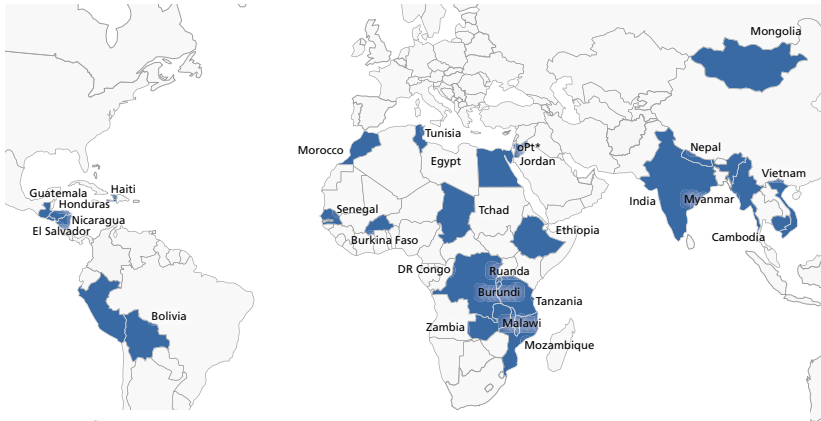 Mongolia
Tunisia
Morocco
oPt*
Nepal
Egypt
Jordan
Vietnam
Guatemala
Haiti
Honduras
Senegal
Tchad
India
Myanmar
Nicaragua
El Salvador
Burkina Faso
Ethiopia
Cambodia
DR Congo
Ruanda
Burundi
Tanzania
Bolivia
Zambia
Malawi
Mozambique